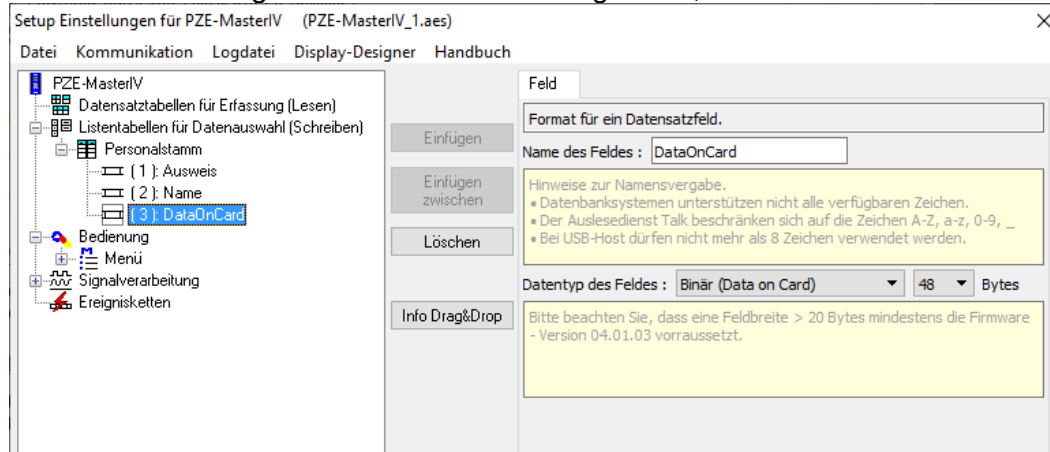 Setup Einstellungen für PZE-MasterIV (PZE-MasterIV_1.aes)
Datei Kommunikation Logdatei Display-Designer Handbuch
PZE-MasterIV
Datensatztabellen für Erfassung (Lesen)
Listentabellen für Datenauswahl (Schreiben)
Personalstamm
( 1 ): Ausweis
( 2 ): Name
( 3 ): DataOnCard
Bedienung
Menü
Signalverarbeitung
Ereignisketten
Einfügen
Einfügen
zwischen
Löschen
Info Drag&Drop
Feld
Format für ein Datensatzfeld.
Name des Feldes : DataOnCard
Hinweise zur Namensvergabe.
• Datenbanksystemen unterstützen nicht alle verfügbaren Zeichen.
• Der Auslesedienst Talk beschränken sich auf die Zeichen A-Z, a-z, 0-9, _
• Bei USB-Host dürfen nicht mehr als 8 Zeichen verwendet werden.
Datentyp des Feldes : Binär (Data on Card) 48 Bytes
Bitte beachten Sie, dass eine Feldbreite > 20 Bytes mindestens die Firmware
- Version 04.01.03 vorraussetzt.